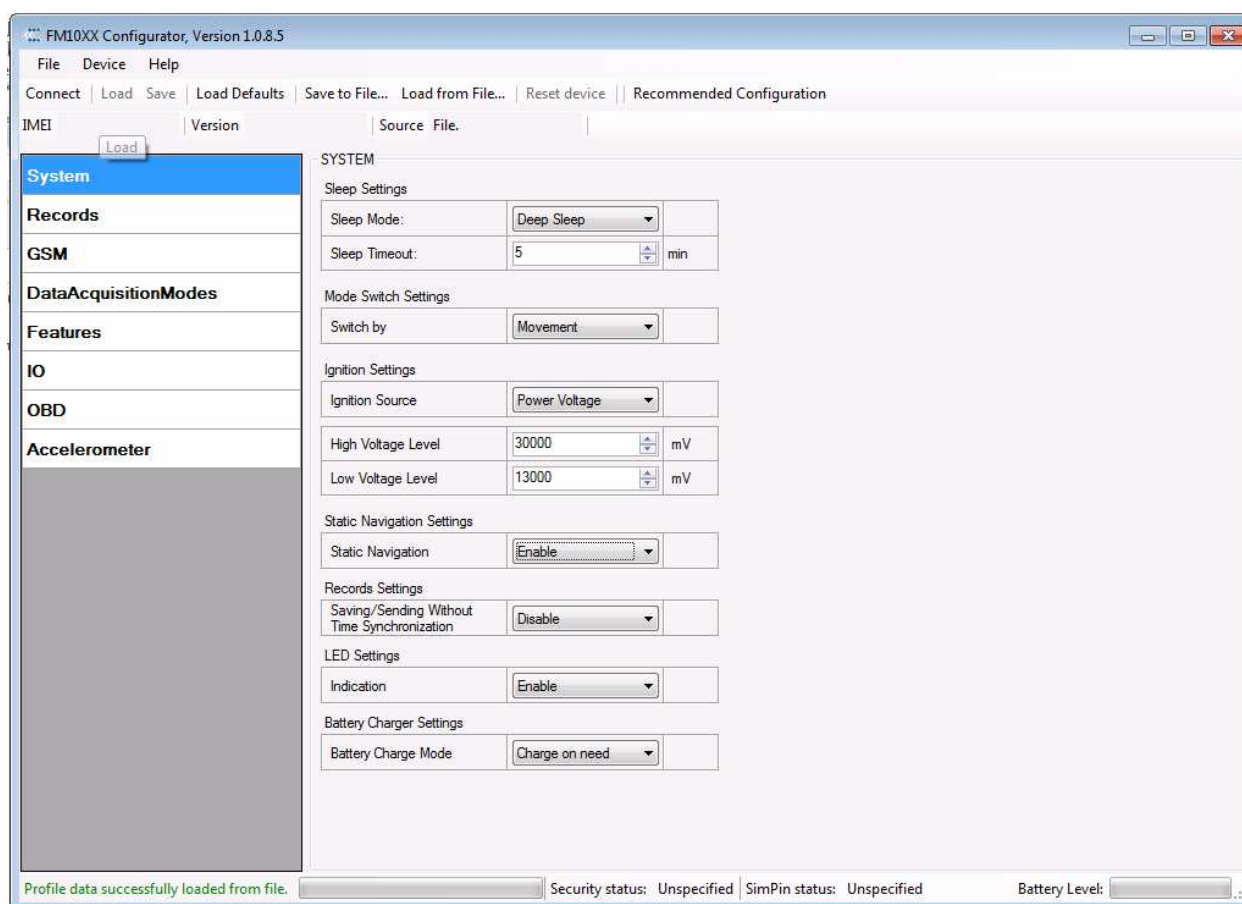 FM10XX Configurator, Version 1.0.8.5
File Device Help
Connect Load Save Load Defaults Save to File... Load from File... Reset device Recommended Configuration
IMEI Version Source File.
Load
System
Records
GSM
DataAcquisitionModes
Features
IO
OBD
Accelerometer
SYSTEM
Sleep Settings
Sleep Mode: Deep Sleep
Sleep Timeout: 5 min
Mode Switch Settings
Switch by Movement
Ignition Settings
Ignition Source Power Voltage
High Voltage Level 30000 mV
Low Voltage Level 13000 mV
Static Navigation Settings
Static Navigation Enable
Records Settings
Saving/Sending Without
Time Synchronization Disable
LED Settings
Indication Enable
Battery Charger Settings
Battery Charge Mode Charge on need
Profile data successfully loaded from file. Security status: Unspecified SimPin status: Unspecified Battery Level: